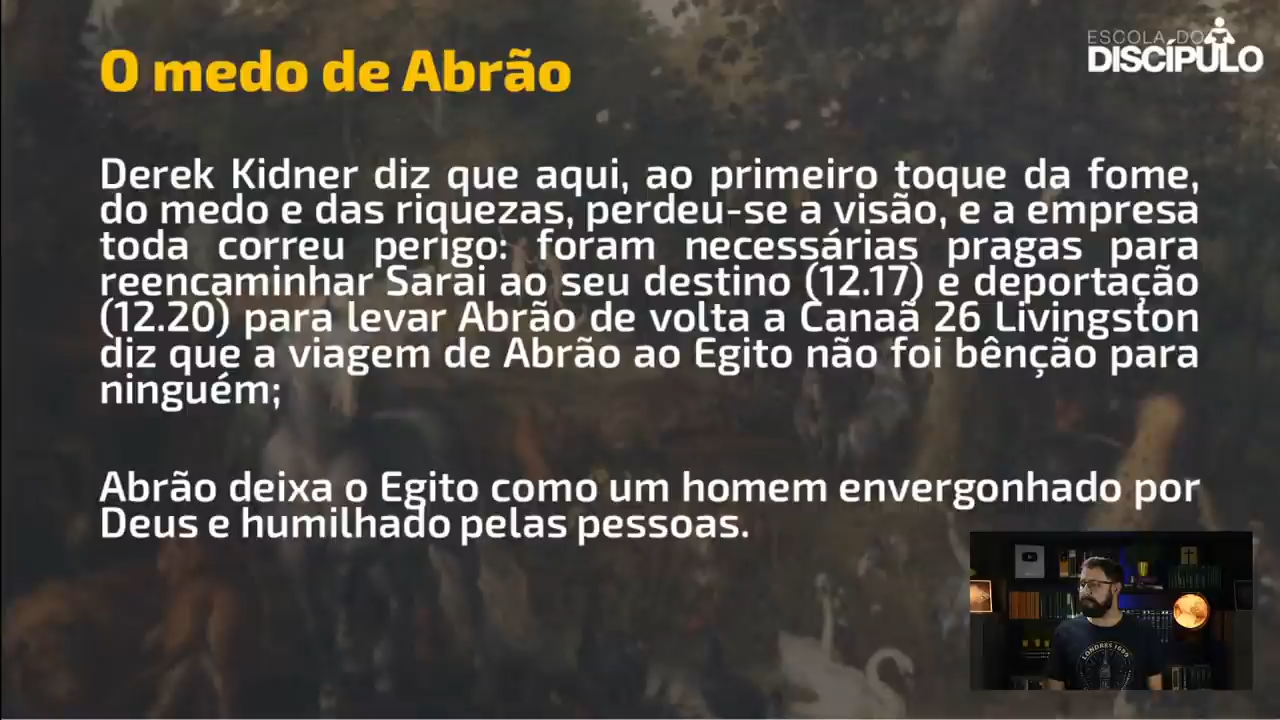 O medo de Abrão
ESCOLA DO
DISCÍPULO
Derek Kidner diz que aqui, ao primeiro toque da fome,
do medo e das riquezas, perdeu-se a visão, e a empresa
toda correu perigo: foram necessárias pragas para
reencaminhar Sarai ao seu destino (12.17) e deportação
(12.20) para levar Abrão de volta a Canaã 26 Livingston
diz que a viagem de Abrão ao Egito não foi bênção para
ninguém;
Abrão deixa o Egito como um homem envergonhado por
Deus e humilhado pelas pessoas.
LONDRES 1689